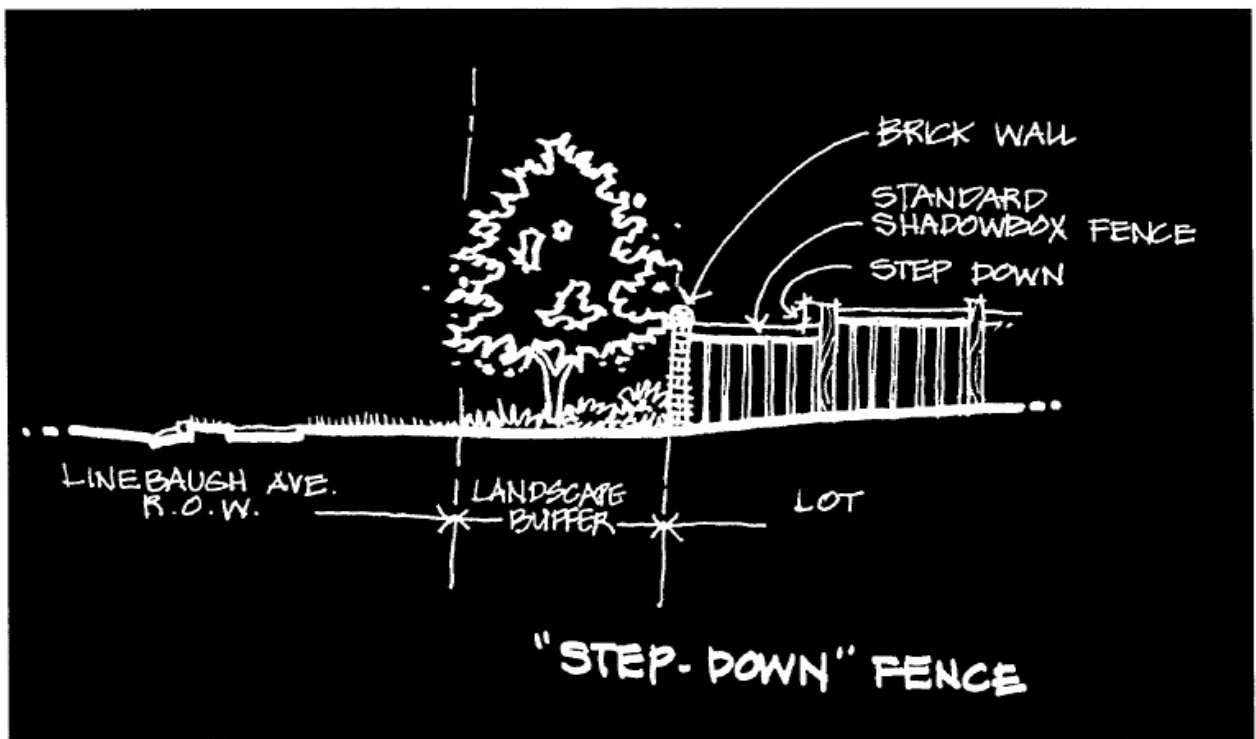 BRICK WALL
STANDARD
SHADOWBOX FENCE
STEP DOWN
LINEBAUGH AVE.
R.O.W.
LANDSCAPE
BUFFER
LOT
"STEP-DOWN" FENCE